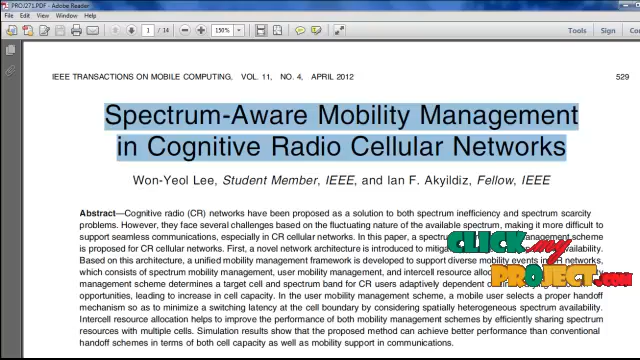 PROJ271.PDF - Adobe Reader
File Edit View Window Help
1 / 14 150% Tools Sign
IEEE TRANSACTIONS ON MOBILE COMPUTING, VOL. 11, NO. 4, APRIL 2012 529
Spectrum-Aware Mobility Management
in Cognitive Radio Cellular Networks
Won-Yeol Lee, Student Member, IEEE, and Ian F. Akyildiz, Fellow, IEEE
Abstract—Cognitive radio (CR) networks have been proposed as a solution to both spectrum inefficiency and spectrum scarcity
problems. However, they face several challenges based on the fluctuating nature of the available spectrum, making it more difficult to
support seamless communications, especially in CR cellular networks. In this paper, a spectrum management scheme
is proposed for CR cellular networks. First, a novel network architecture is introduced to availability.
Based on this architecture, a unified mobility management framework is developed to support diverse mobility events in CR networks,
which consists of spectrum mobility management, user mobility management, and intercell resource
management scheme determines a target cell and spectrum band for CR users adaptively dependent
opportunities, leading to increase in cell capacity. In the user mobility management scheme, a mobile user selects a proper handoff
mechanism so as to minimize a switching latency at the cell boundary by considering spatially heterogeneous spectrum availability.
Intercell resource allocation helps to improve the performance of both mobility management schemes by efficiently sharing spectrum
resources with multiple cells. Simulation results show that the proposed method can achieve better performance than conventional
handoff schemes in terms of both cell capacity as well as mobility support in communications.
CLICK my
PROJECT.COM